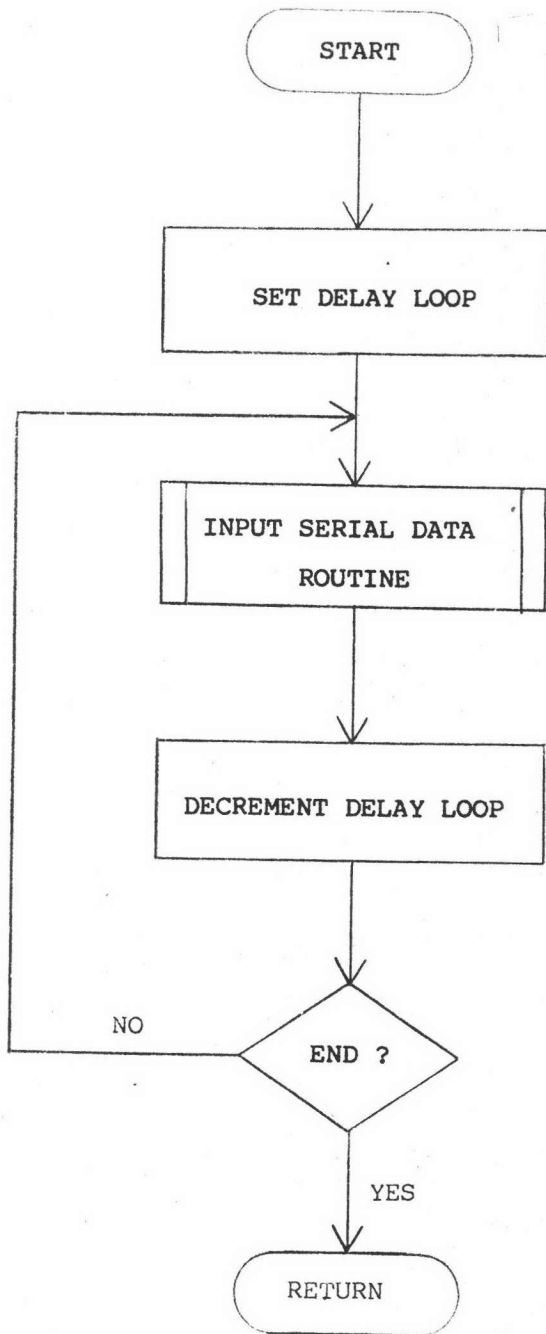 START
SET DELAY LOOP
INPUT SERIAL DATA
ROUTINE
DECREMENT DELAY LOOP
END ?
NO
YES
RETURN